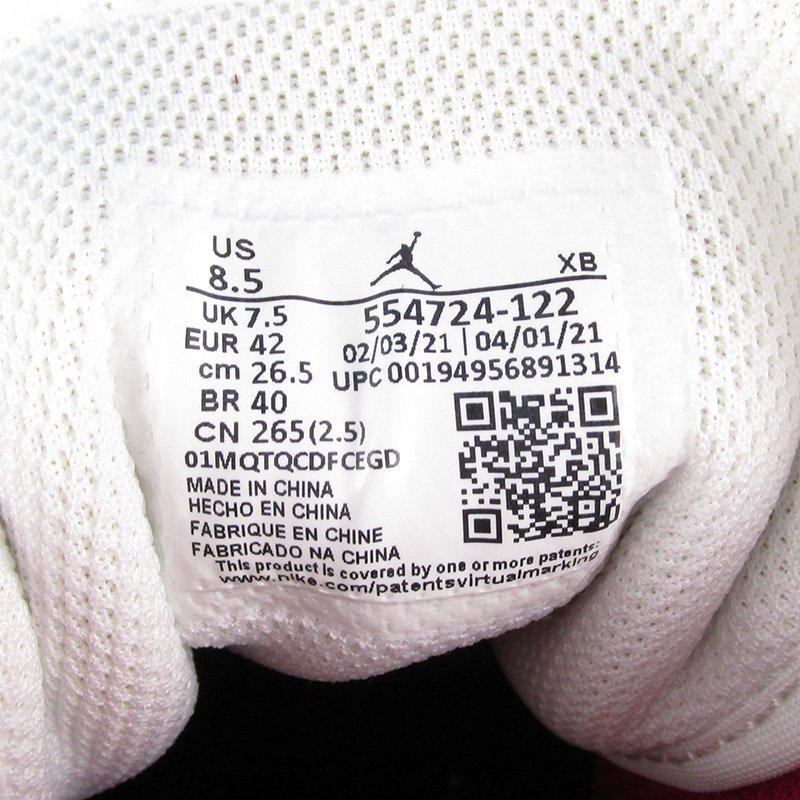 US
8.5
XB
UK 7.5
554724-122
EUR 42
02/03/21 | 04/01/21
cm 26.5
UPC 00194956891314
BR 40
CN 265(2.5)
01MQTQCDFCEGD
MADE IN CHINA
HECHO EN CHINA
FABRIQUE EN CHINE
FABRICADO NA CHINA
This product is covered by one or more patents:
www.nike.com/patentsvirtualmarking